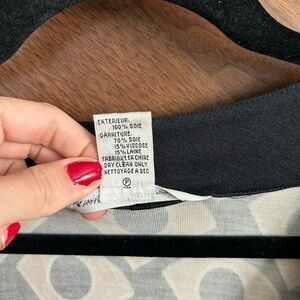 EXTERIEUR:
100% SOIE
GARNITURE:
70% SOIE
15% VISCOSE
15% LAINE
FABRIQUE EN CHINE
DRY CLEAN ONLY
NETTOYAGE A SEC
P